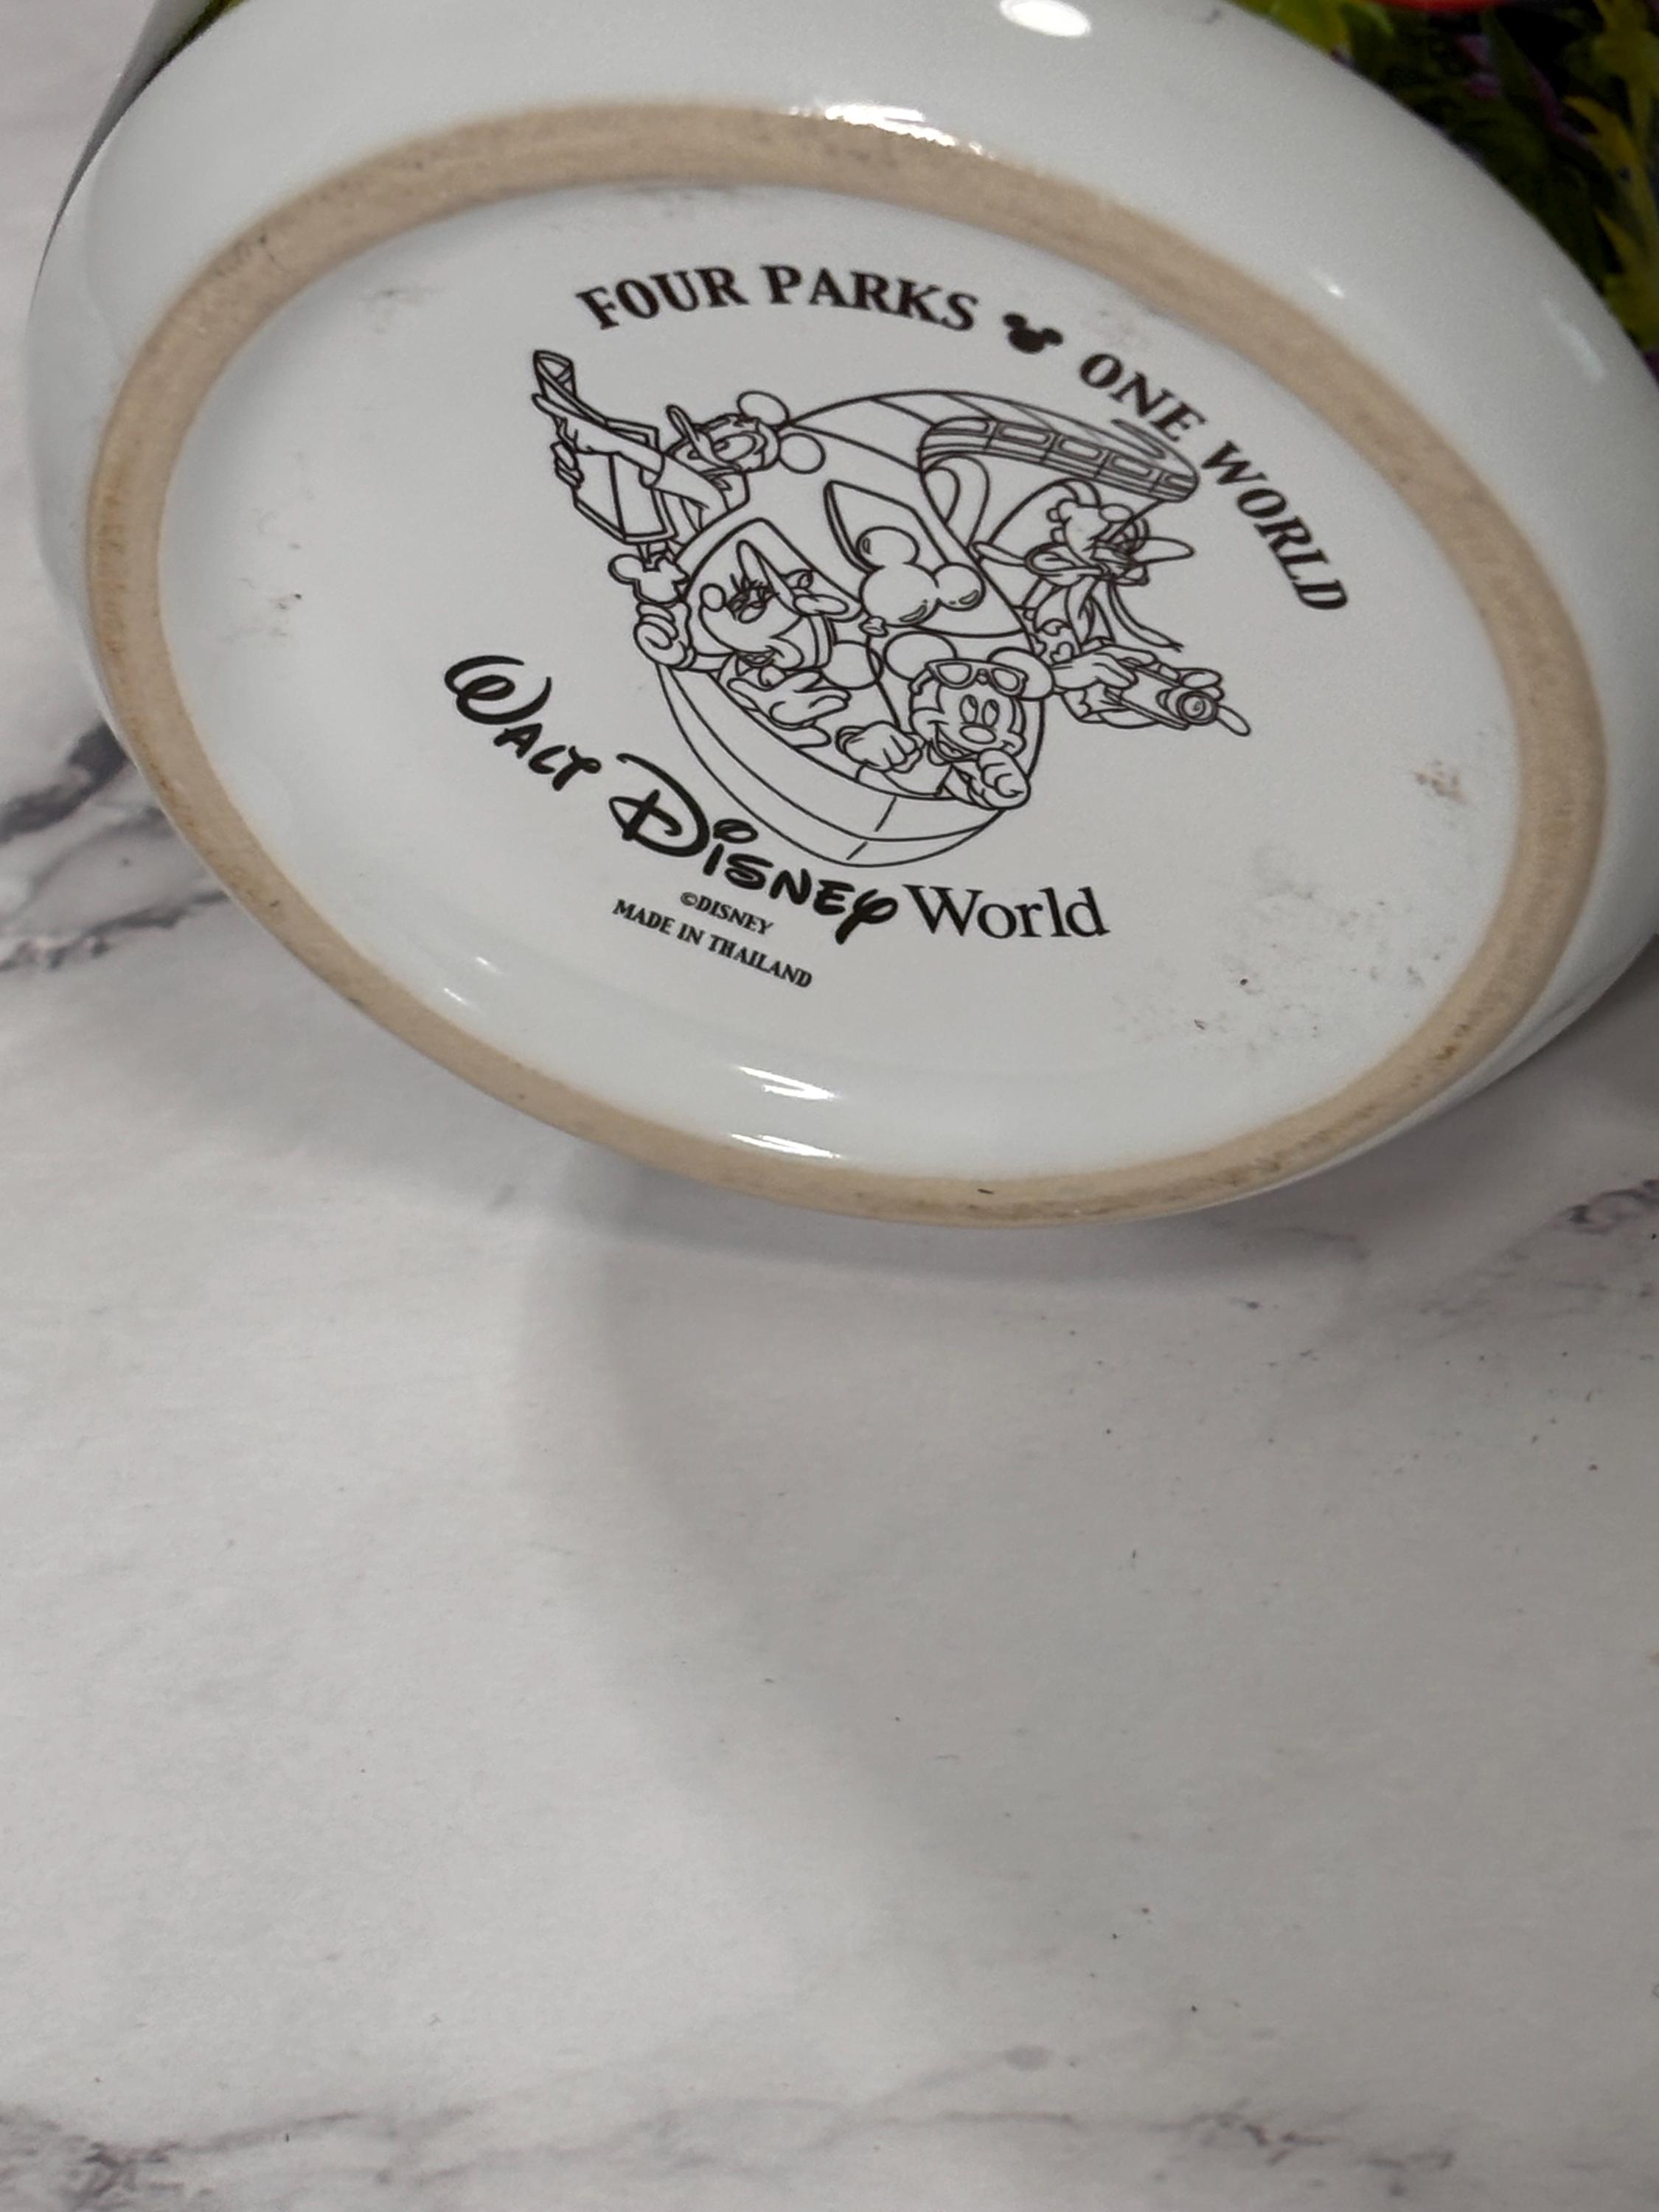 FOUR PARKS ONE WORLD
WALT DISNEY World
©DISNEY
MADE IN THAILAND